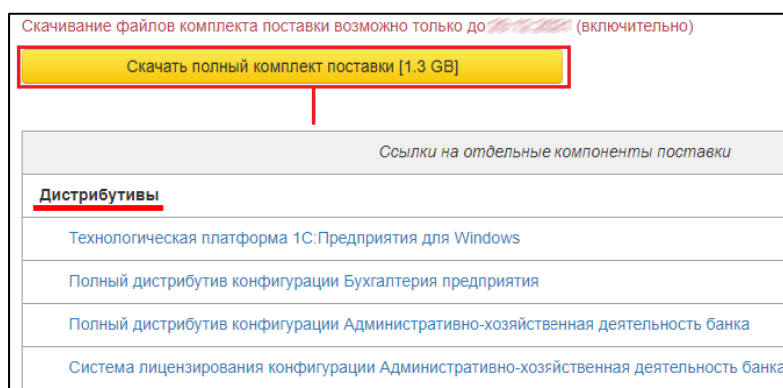 Скачивание файлов комплекта поставки возможно только до (включительно)
Скачать полный комплект поставки [1.3 GB]
Ссылки на отдельные компоненты поставки
Дистрибутивы
Технологическая платформа 1С:Предприятия для Windows
Полный дистрибутив конфигурации Бухгалтерия предприятия
Полный дистрибутив конфигурации Административно-хозяйственная деятельность банка
Система лицензирования конфигурации Административно-хозяйственная деятельность банка